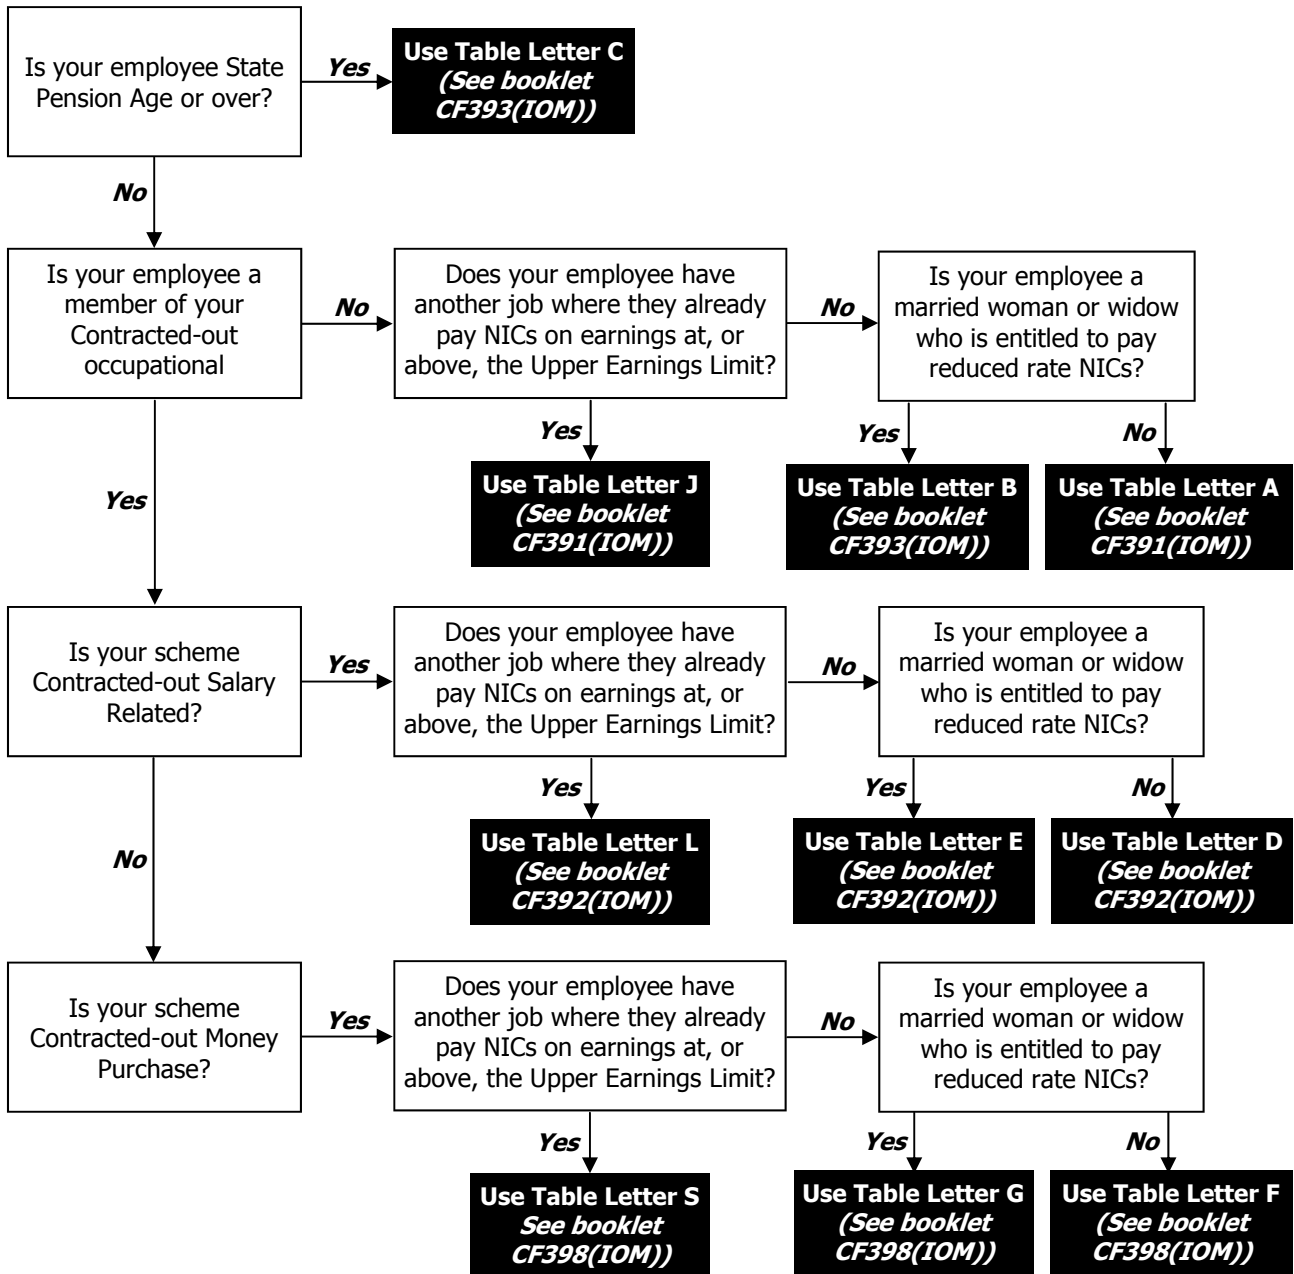 Is your employee State
Pension Age or over?
Yes
Use Table Letter C
(See booklet
CF393(IOM))
No
Is your employee a
member of your
Contracted-out
occupational
No
Does your employee have
another job where they already
pay NICs on earnings at, or
above, the Upper Earnings Limit?
No
Is your employee a
married woman or widow
who is entitled to pay
reduced rate NICs?
Yes
Yes
Use Table Letter J
(See booklet
CF391(IOM))
Yes
Use Table Letter B
(See booklet
CF393(IOM))
No
Use Table Letter A
(See booklet
CF391(IOM))
Is your scheme
Contracted-out Salary
Related?
Yes
Does your employee have
another job where they already
pay NICs on earnings at, or
above, the Upper Earnings Limit?
No
Is your employee a
married woman or widow
who is entitled to pay
reduced rate NICs?
No
Yes
Use Table Letter L
(See booklet
CF392(IOM))
Yes
Use Table Letter E
(See booklet
CF392(IOM))
No
Use Table Letter D
(See booklet
CF392(IOM))
Is your scheme
Contracted-out Money
Purchase?
Yes
Does your employee have
another job where they already
pay NICs on earnings at, or
above, the Upper Earnings Limit?
No
Is your employee a
married woman or widow
who is entitled to pay
reduced rate NICs?
Yes
Use Table Letter S
See booklet
CF398(IOM))
Yes
Use Table Letter G
(See booklet
CF398(IOM))
No
Use Table Letter F
(See booklet
CF398(IOM))